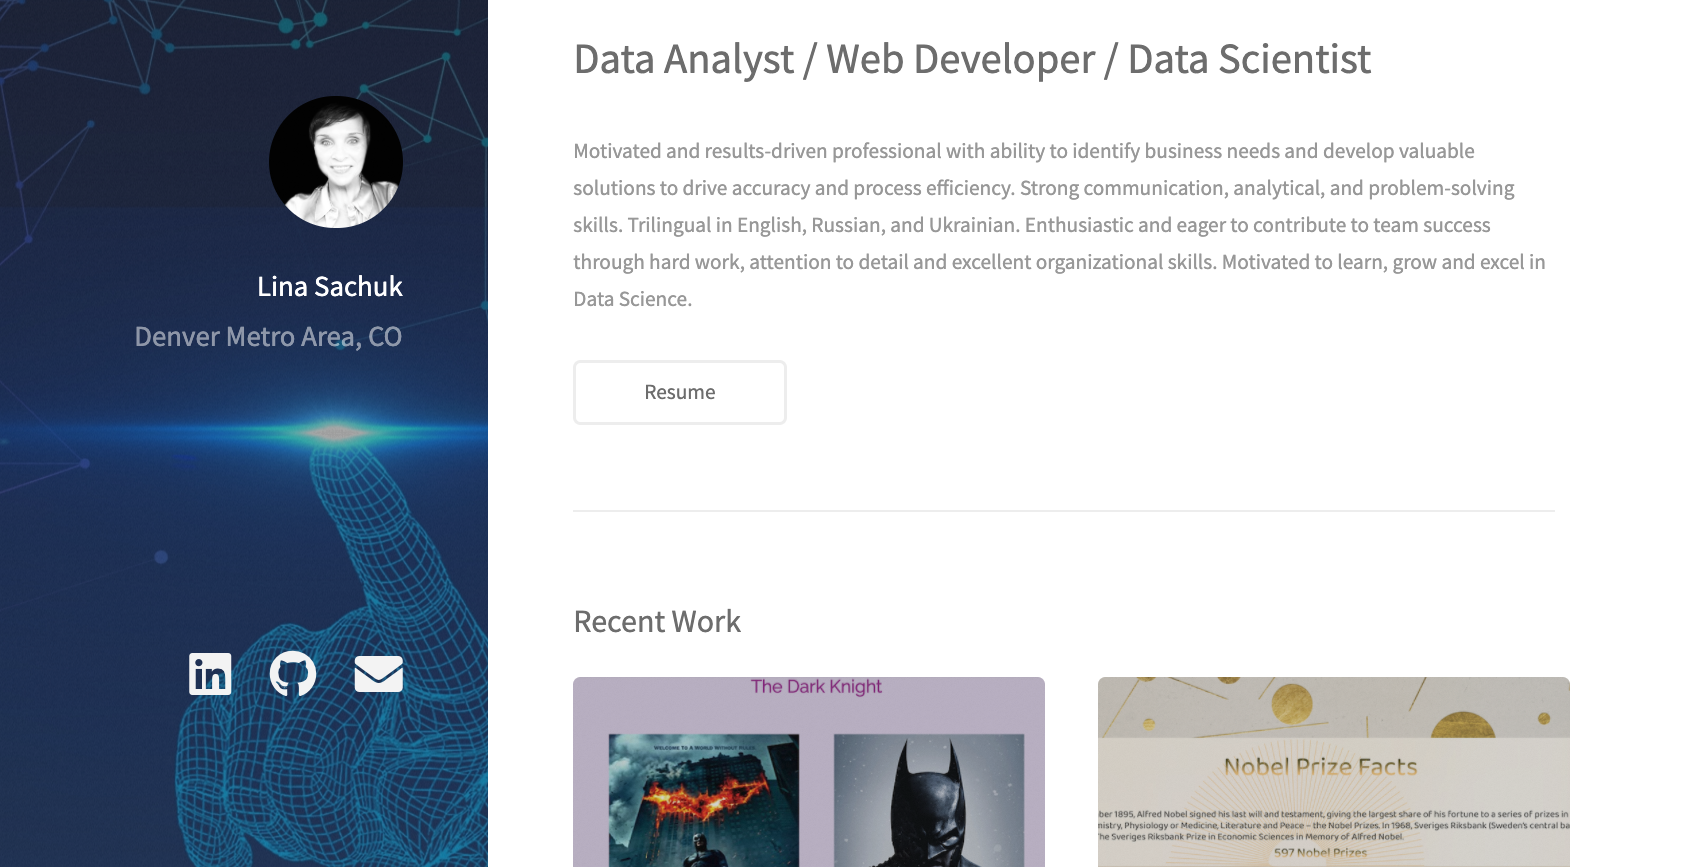 Lina Sachuk
Denver Metro Area, CO
Data Analyst / Web Developer / Data Scientist
Motivated and results-driven professional with ability to identify business needs and develop valuable
solutions to drive accuracy and process efficiency. Strong communication, analytical, and problem-solving
skills. Trilingual in English, Russian, and Ukrainian. Enthusiastic and eager to contribute to team success
through hard work, attention to detail and excellent organizational skills. Motivated to learn, grow and excel in
Data Science.
Resume
Recent Work
The Dark Knight
WELCOME TO A WORLD WITHOUT RULES.
Nobel Prize Facts
ber 1895, Alfred Nobel signed his last will and testament, giving the largest share of his fortune to a series of prizes in
mistry, Physiology or Medicine, Literature and Peace – the Nobel Prizes. In 1968, Sveriges Riksbank (Sweden's central ba
The Sveriges Riksbank Prize in Economic Sciences in Memory of Alfred Nobel.
597 Nobel Prizes